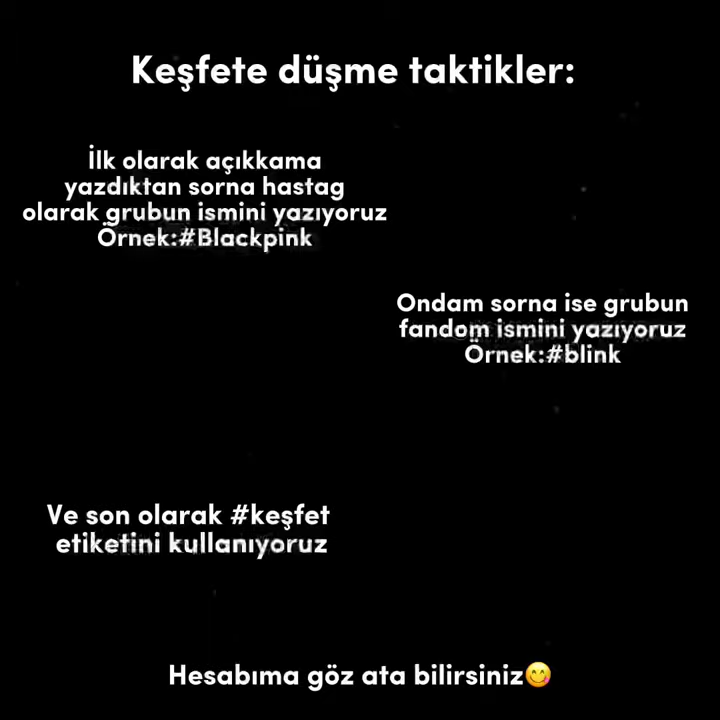 Keşfete düşme taktikler:
İlk olarak açıkkama
yazdıktan sorna hastag
olarak grubun ismini yazıyoruz
Örnek:#Blackpink
Ondam sorna ise grubun
fandom ismini yazıyoruz
Örnek:#blink
Ve son olarak #keşfet
etiketini kullanıyoruz
Hesabıma göz ata bilirsiniz😋